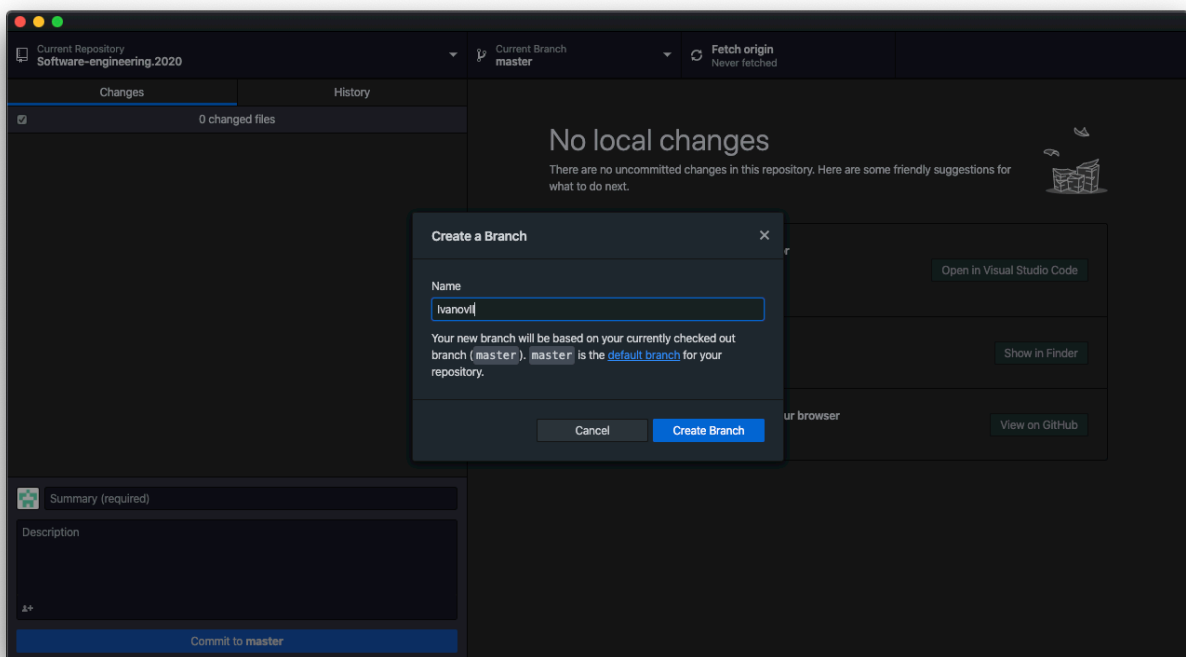 Current Repository
Software-engineering.2020
Current Branch
master
Fetch origin
Never fetched
Changes
History
0 changed files
No local changes
There are no uncommitted changes in this repository. Here are some friendly suggestions for
what to do next.
Open in Visual Studio Code
Show in Finder
ur browser
View on GitHub
Create a Branch
Name
IvanovII
Your new branch will be based on your currently checked out
branch (master). master is the default branch for your
repository.
Cancel
Create Branch
Summary (required)
Description
Commit to master